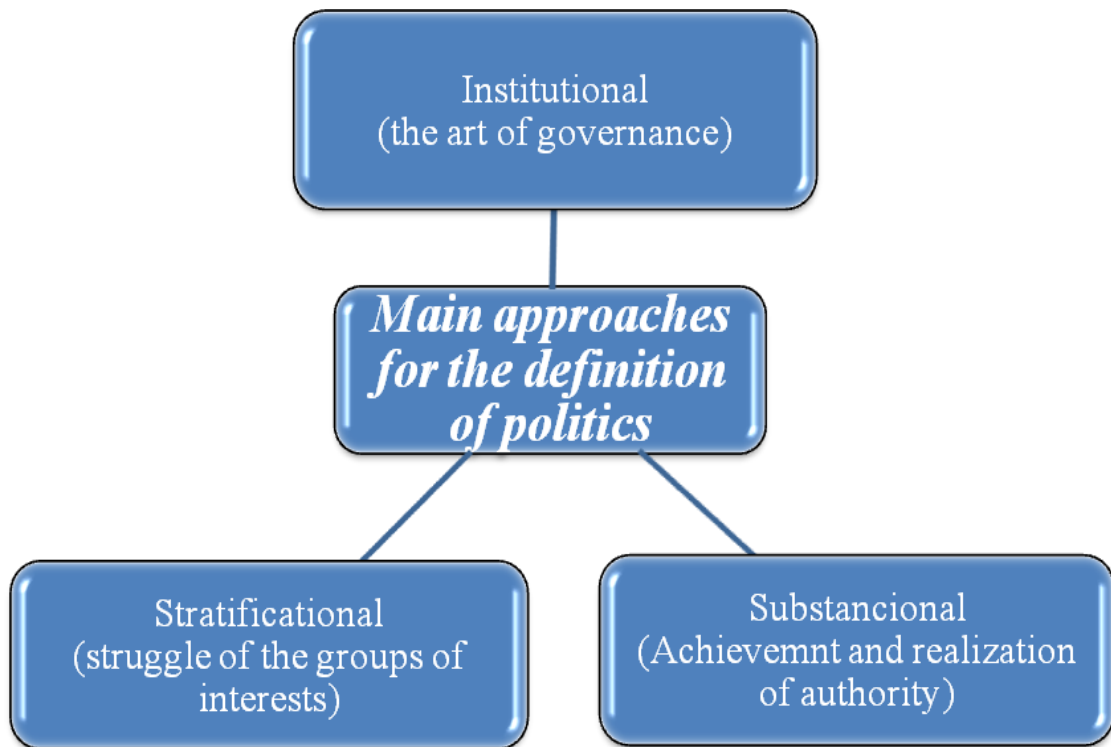 Institutional
(the art of governance)
Main approaches
for the definition
of politics
Stratificational
(struggle of the groups of
interests)
Substancional
(Achievemnt and realization
of authority)